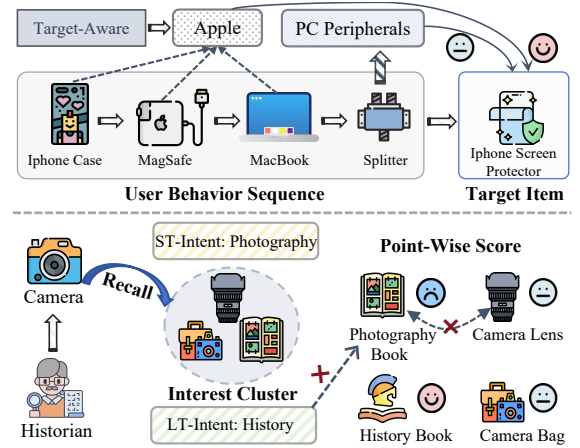 Target-Aware
Apple
PC Peripherals
Iphone Case
MagSafe
MacBook
Splitter
Iphone Screen
Protector
User Behavior Sequence
Target Item
ST-Intent: Photography
Point-Wise Score
Recall
Camera
Photography
Book
Camera Lens
Interest Cluster
LT-Intent: History
Historian
History Book
Camera Bag